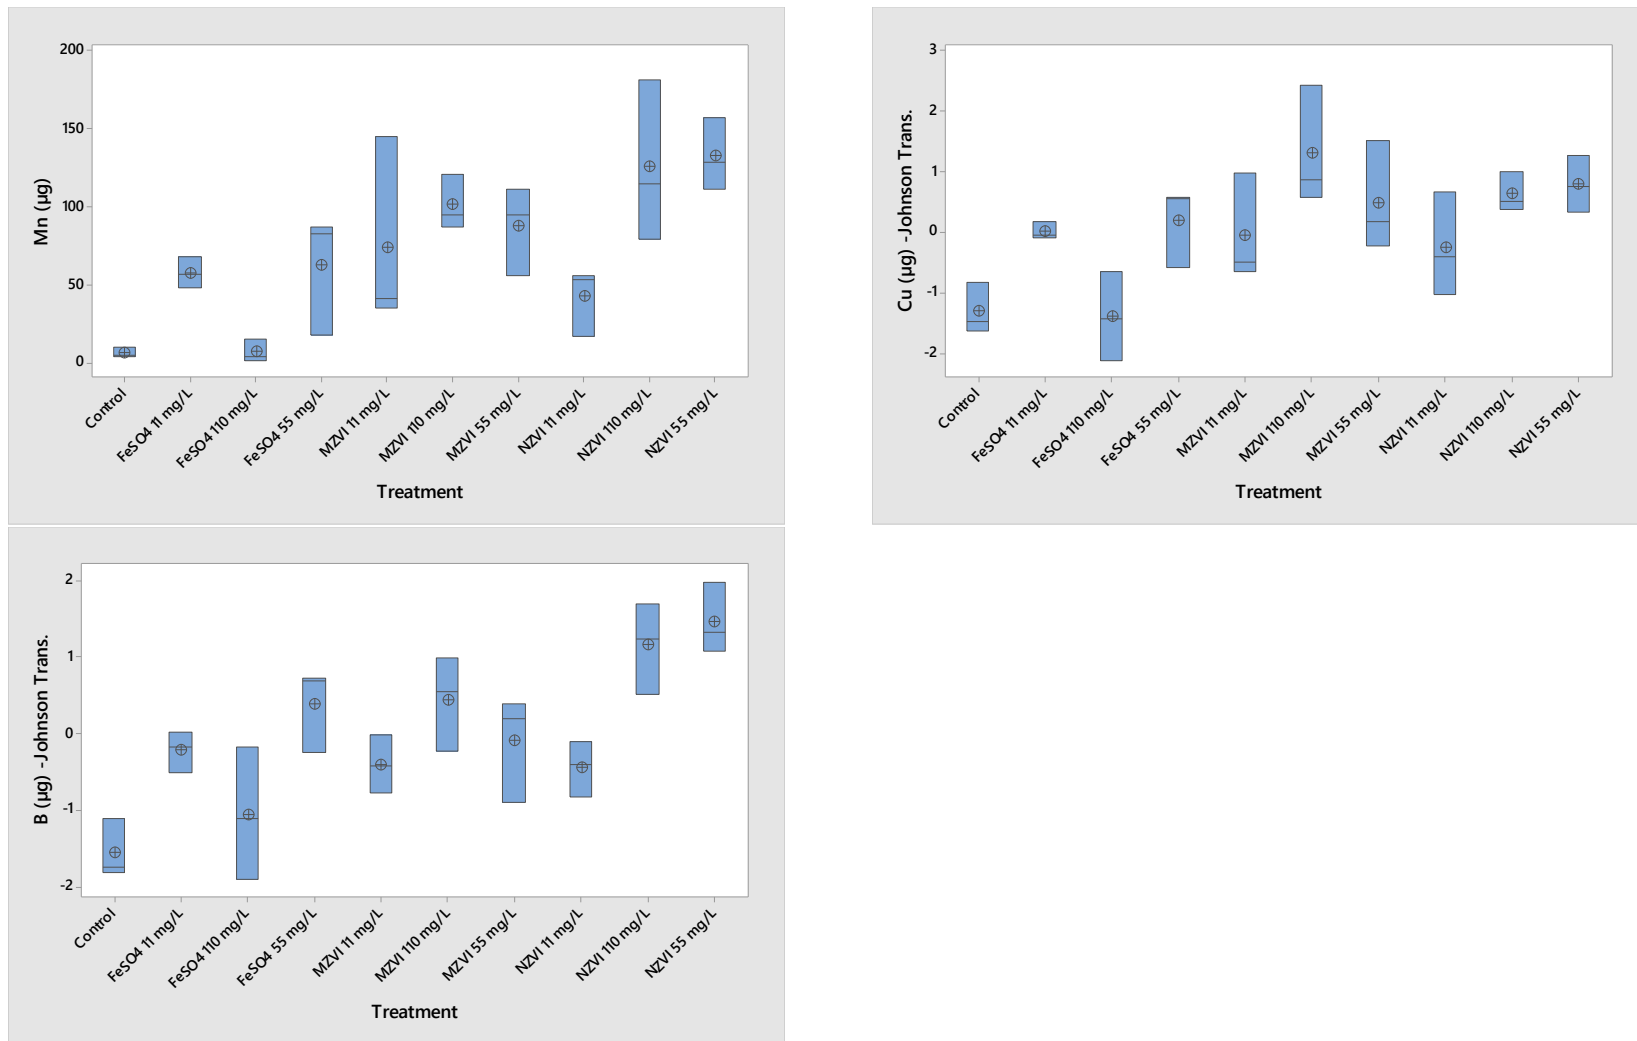 Mn (µg)
200
150
100
50
0
Control
FeSO4 11 mg/L
FeSO4 110 mg/L
FeSO4 55 mg/L
MZVI 11 mg/L
MZVI 110 mg/L
MZVI 55 mg/L
NZVI 11 mg/L
NZVI 110 mg/L
NZVI 55 mg/L
Treatment
Cu (µg) -Johnson Trans.
3
2
1
0
-1
-2
Control
FeSO4 11 mg/L
FeSO4 110 mg/L
FeSO4 55 mg/L
MZVI 11 mg/L
MZVI 110 mg/L
MZVI 55 mg/L
NZVI 11 mg/L
NZVI 110 mg/L
NZVI 55 mg/L
Treatment
B (µg) -Johnson Trans.
2
1
0
-1
-2
Control
FeSO4 11 mg/L
FeSO4 110 mg/L
FeSO4 55 mg/L
MZVI 11 mg/L
MZVI 110 mg/L
MZVI 55 mg/L
NZVI 11 mg/L
NZVI 110 mg/L
NZVI 55 mg/L
Treatment